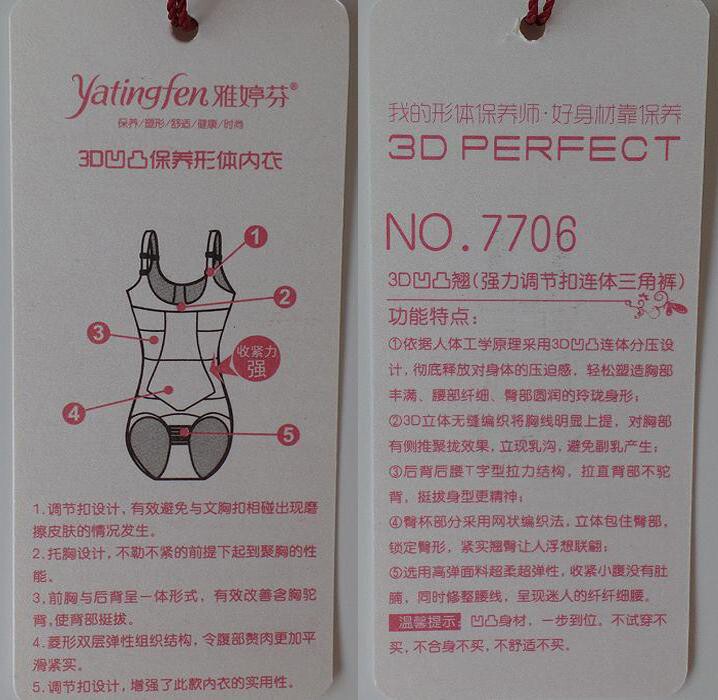 Yatingfen雅婷芬®
保养/塑形/舒适/健康/时尚
3D凹凸保养形体内衣
1
2
3
收紧力
强
4
5
1.调节扣设计,有效避免与文胸扣相碰出现磨
擦皮肤的情况发生。
2.托胸设计,不勒不紧的前提下起到聚胸的性
能。
3.前胸与后背呈一体形式,有效改善含胸驼
背,使背部挺拔。
4.菱形双层弹性组织结构,令腹部赘肉更加平
滑紧实。
5.调节扣设计,增强了此款内衣的实用性。
我的形体保养师·好身材靠保养
3D PERFECT
NO.7706
3D凹凸翘(强力调节扣连体三角裤)
功能特点:
①依据人体工学原理采用3D凹凸连体分压设
计,彻底释放对身体的压迫感,轻松塑造胸部
丰满、腰部纤细、臀部圆润的玲珑身形;
②3D立体无缝编织将胸线明显上提,对胸部
有侧推聚拢效果,立现乳沟,避免副乳产生;
③后背后腰T字型拉力结构,拉直背部不驼
背,挺拔身型更精神;
④臀杯部分采用网状编织法,立体包住臀部,
锁定臀形,紧实翘臀让人浮想联翩;
⑤选用高弹面料超柔超弹性,收紧小腹没有肚
腩,同时修整腰线,呈现迷人的纤纤细腰。
温馨提示:凹凸身材,一步到位。不试穿不
买,不合身不买,不舒适不买。